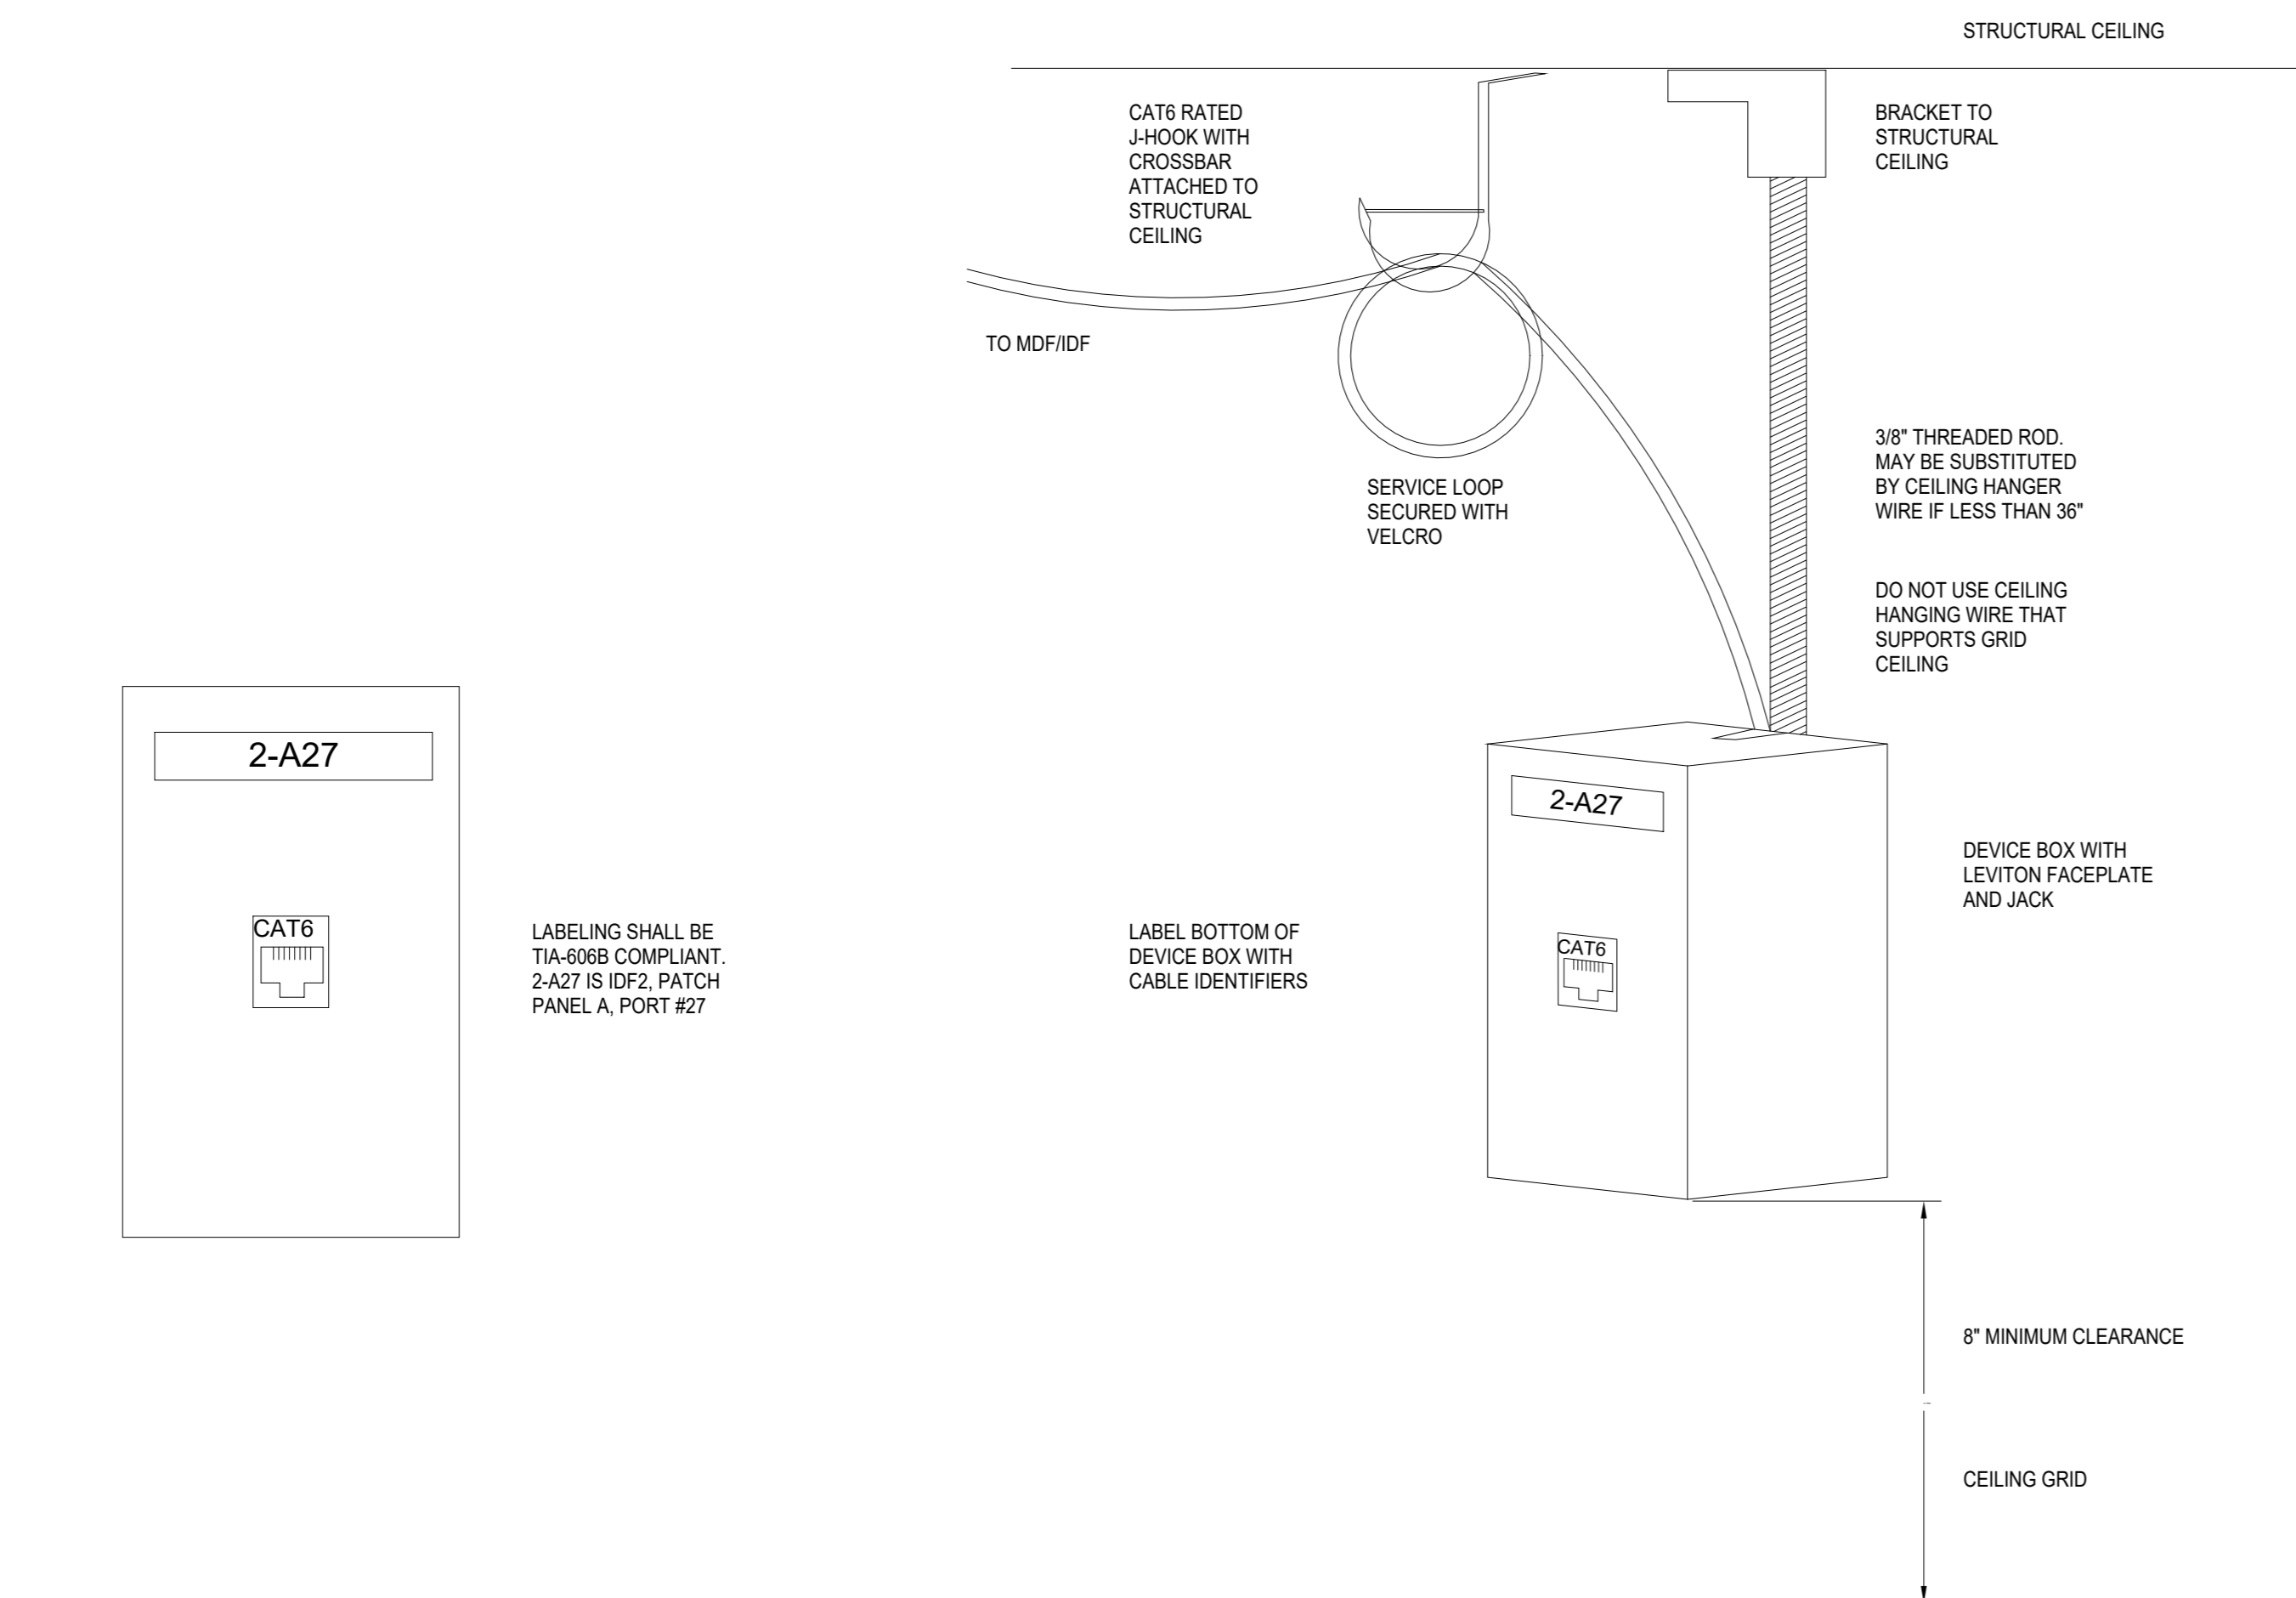 STRUCTURAL CEILING
CAT6 RATED
J-HOOK WITH
CROSSBAR
ATTACHED TO
STRUCTURAL
CEILING
BRACKET TO
STRUCTURAL
CEILING
TO MDF/IDF
3/8" THREADED ROD.
MAY BE SUBSTITUTED
BY CEILING HANGER
WIRE IF LESS THAN 36"
SERVICE LOOP
SECURED WITH
VELCRO
DO NOT USE CEILING
HANGING WIRE THAT
SUPPORTS GRID
CEILING
2-A27
CAT6
LABELING SHALL BE
TIA-606B COMPLIANT.
2-A27 IS IDF2, PATCH
PANEL A, PORT #27
LABEL BOTTOM OF
DEVICE BOX WITH
CABLE IDENTIFIERS
2-A27
CAT6
DEVICE BOX WITH
LEVITON FACEPLATE
AND JACK
8" MINIMUM CLEARANCE
CEILING GRID